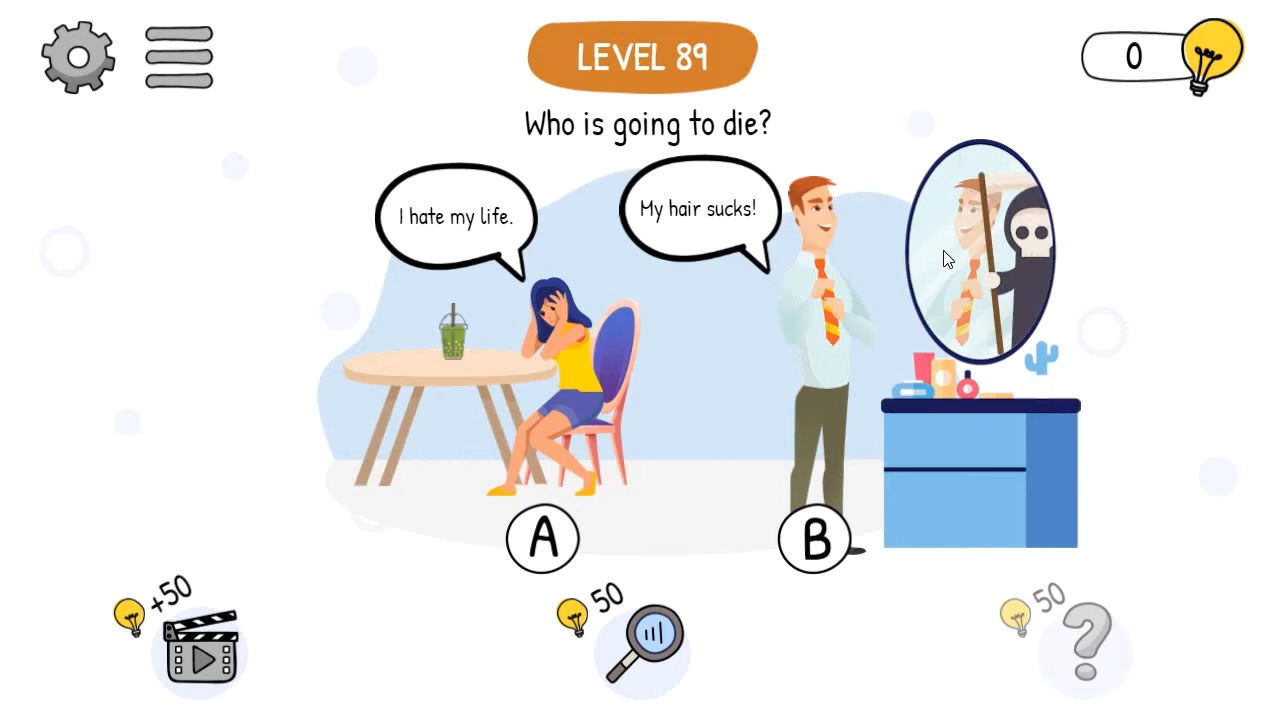 LEVEL 89
0
Who is going to die?
I hate my life.
My hair sucks!
A
B
+50
50
50
?